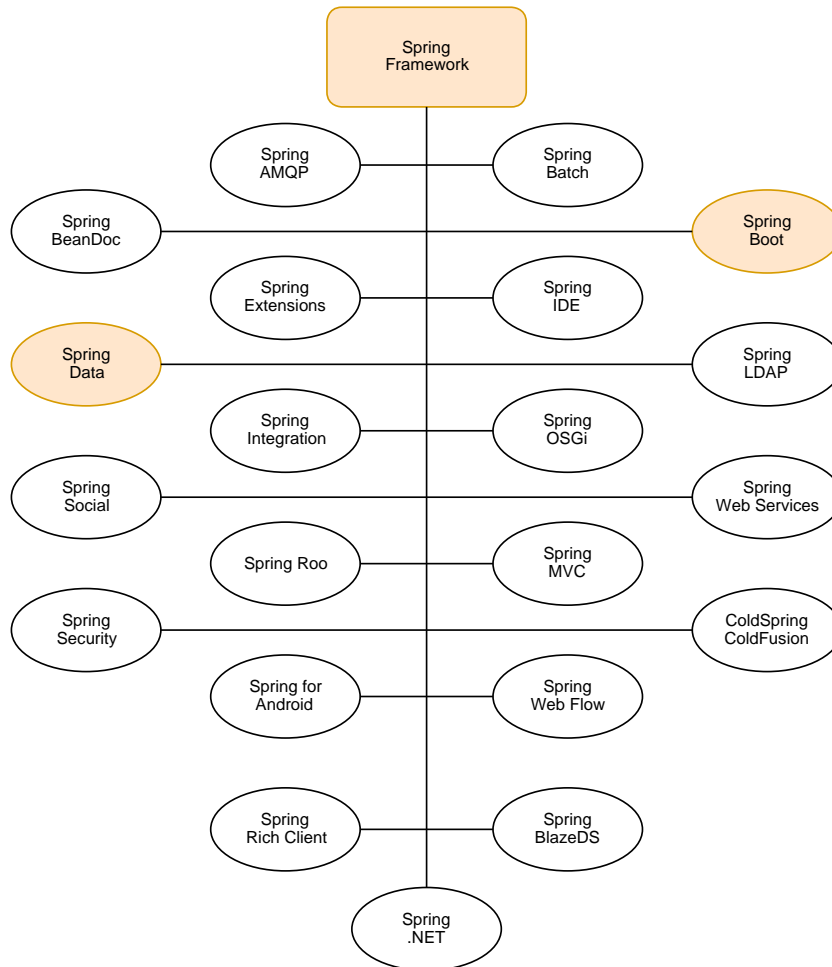 Spring
Framework
Spring
AMQP
Spring
Batch
Spring
BeanDoc
Spring
Boot
Spring
Extensions
Spring
IDE
Spring
Data
Spring
LDAP
Spring
Integration
Spring
OSGi
Spring
Social
Spring
Web Services
Spring Roo
Spring
MVC
Spring
Security
ColdSpring
ColdFusion
Spring for
Android
Spring
Web Flow
Spring
Rich Client
Spring
BlazeDS
Spring
.NET